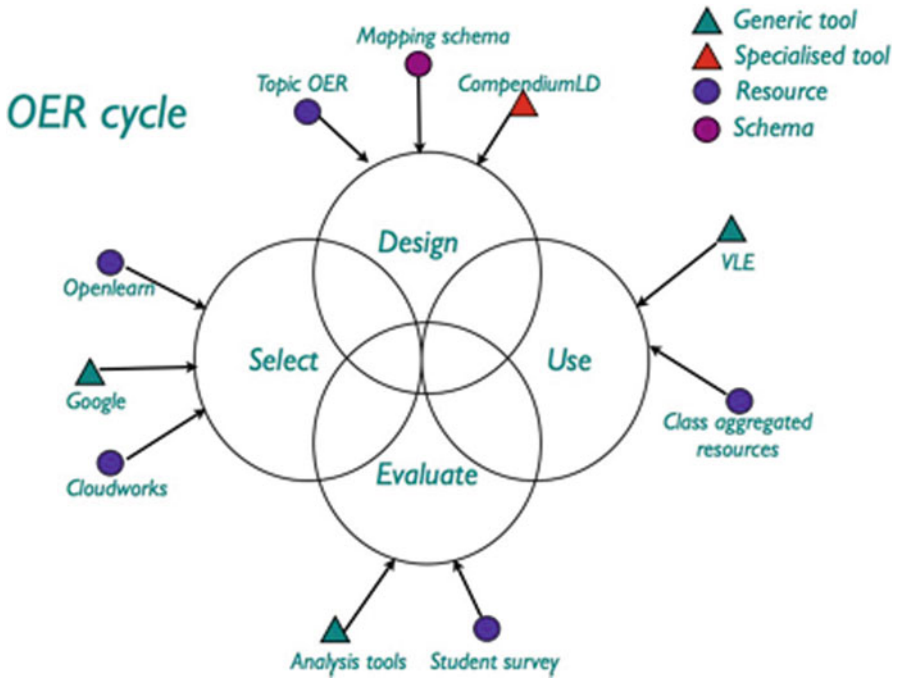 OER cycle
Mapping schema
Topic OER
CompendiumLD
Generic tool
Specialised tool
Resource
Schema
Design
Openlearn
Select
Google
Cloudworks
Use
VLE
Class aggregated
resources
Evaluate
Analysis tools
Student survey